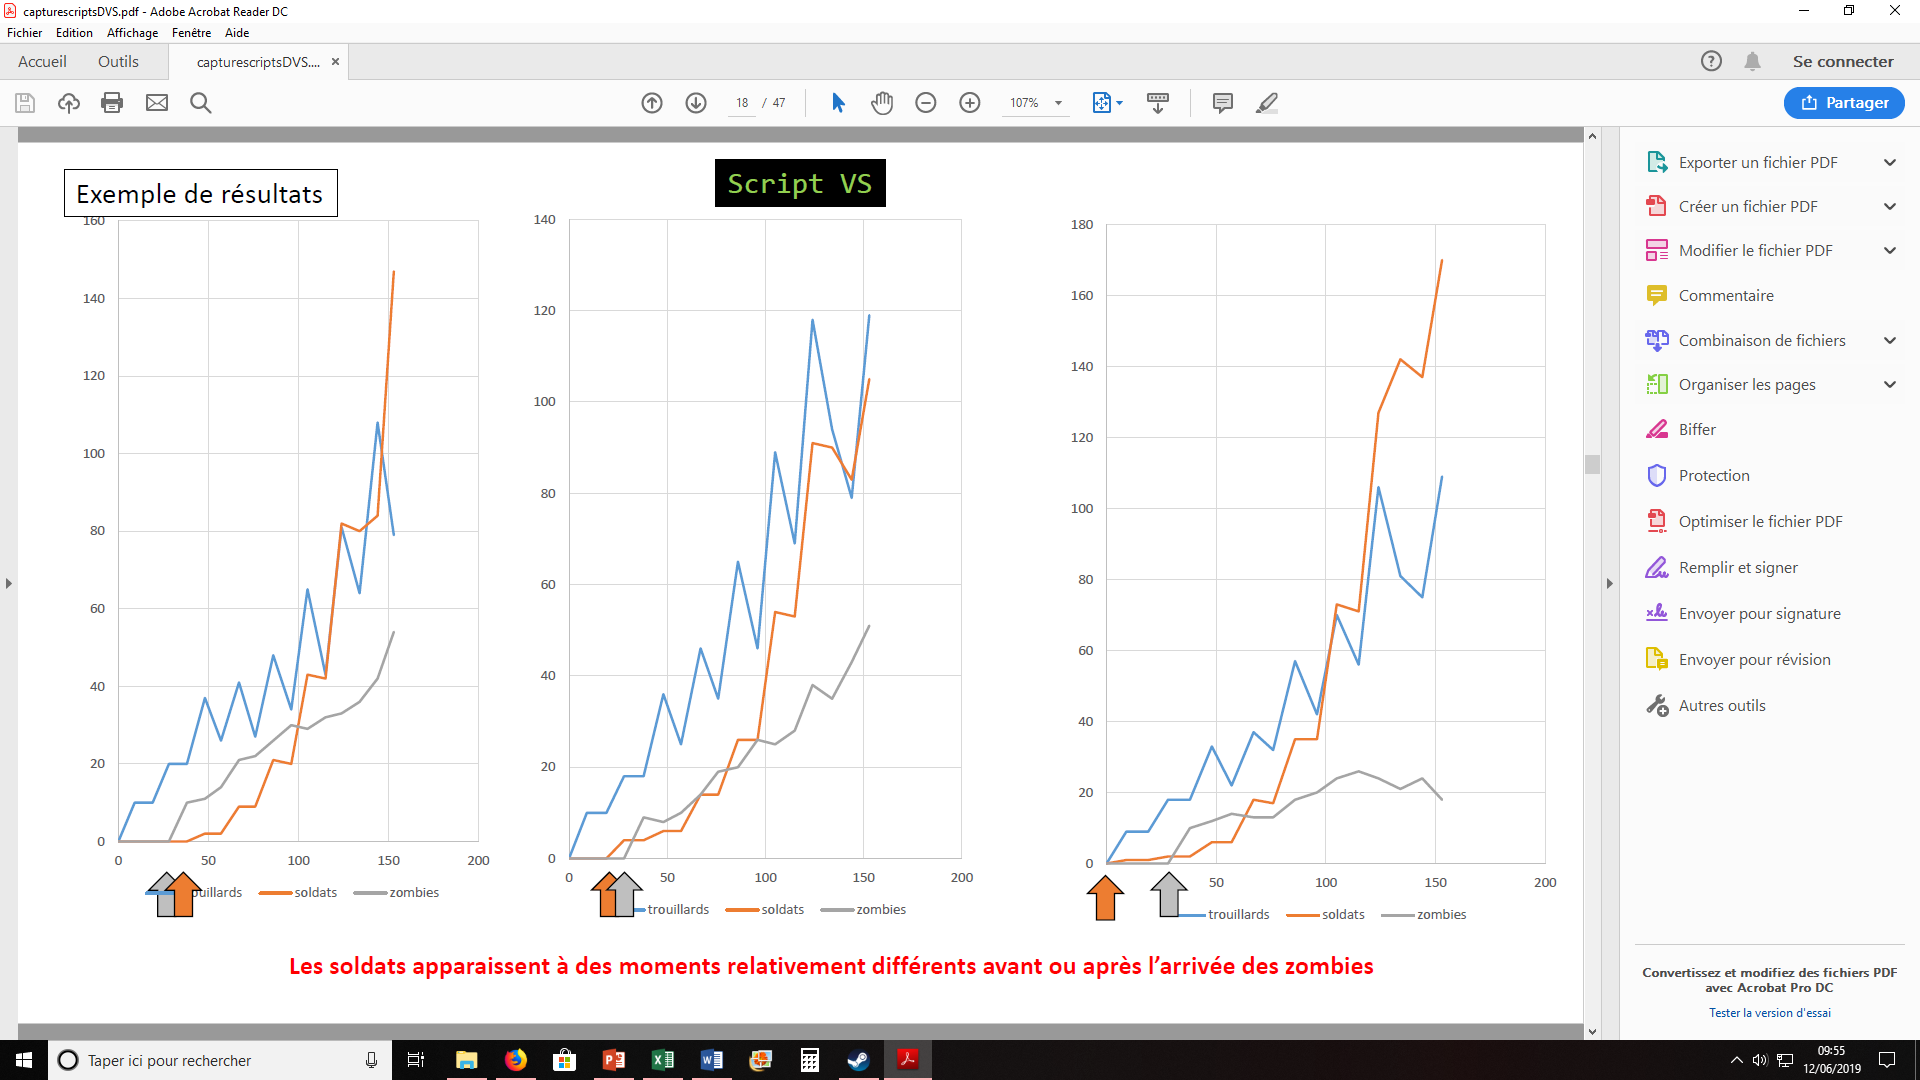 capturescriptsDVS.pdf - Adobe Acrobat Reader DC
Fichier Edition Affichage Fenêtre Aide
Accueil Outils capturescriptsDVS.... × Se connecter
18 / 47 107% Partager
Exemple de résultats
Script VS
160
140
120
100
80
60
40
20
0
0 50 100 150 200
ouillards soldats zombies
140
120
100
80
60
40
20
0
0 50 100 150 200
trouillards soldats zombies
180
160
140
120
100
80
60
40
20
0
50 100 150 200
trouillards soldats zombies
Les soldats apparaissent à des moments relativement différents avant ou après l’arrivée des zombies
Exporter un fichier PDF
Créer un fichier PDF
Modifier le fichier PDF
Commentaire
Combinaison de fichiers
Organiser les pages
Biffer
Protection
Optimiser le fichier PDF
Remplir et signer
Envoyer pour signature
Envoyer pour révision
Autres outils
Convertissez et modifiez des fichiers PDF
avec Acrobat Pro DC
Tester la version d'essai
Taper ici pour rechercher
09:55
12/06/2019